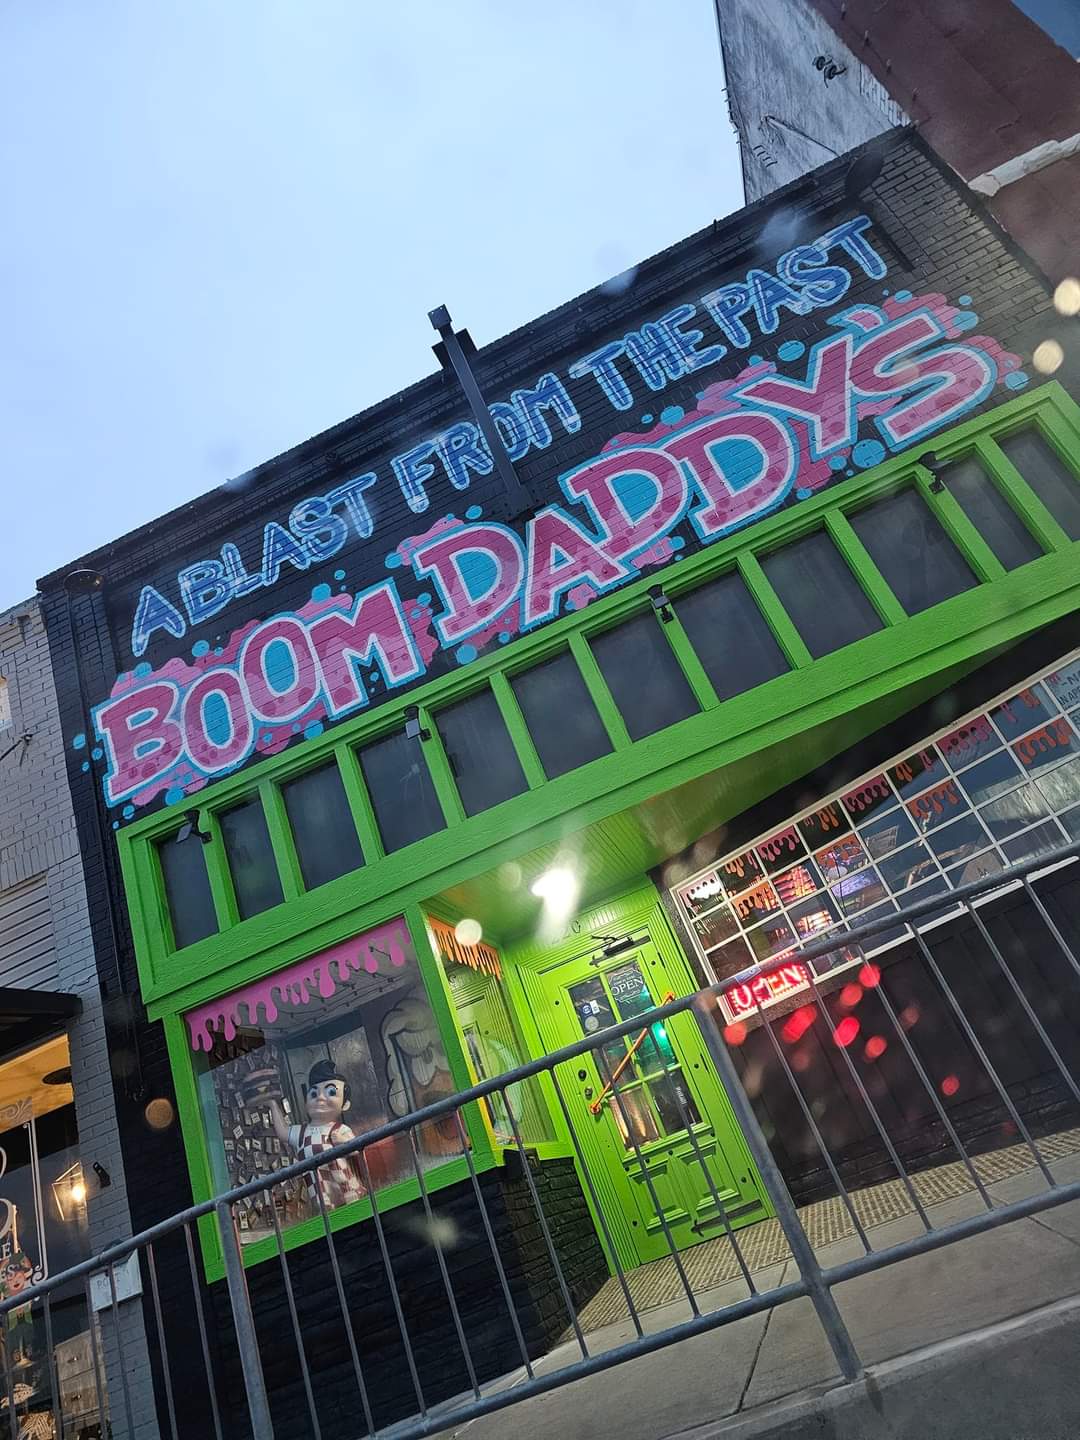 A BLAST FROM THE PAST
BOOM DADDY'S
OPEN
OPEN